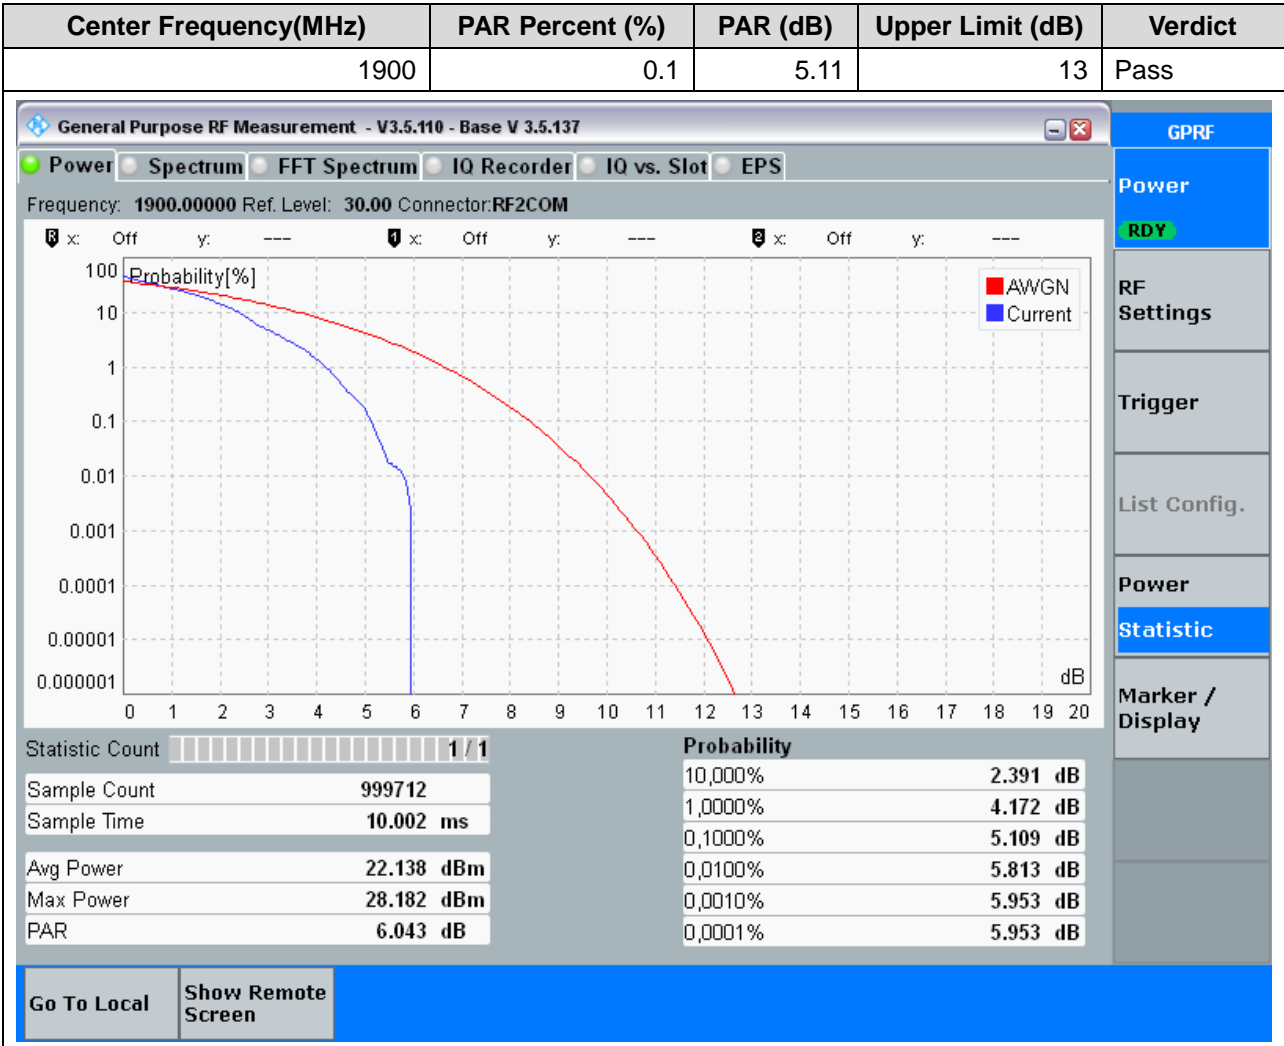 Center Frequency(MHz) PAR Percent (%) PAR (dB) Upper Limit (dB) Verdict
1900 0.1 5.11 13 Pass
General Purpose RF Measurement - V3.5.110 - Base V 3.5.137
GPRF
Power Spectrum FFT Spectrum IQ Recorder IQ vs. Slot EPS
Frequency: 1900.00000 Ref. Level: 30.00 Connector:RF2COM
R x: Off y: --- 1 x: Off y: --- 2 x: Off y: ---
Probability[%]
100
10
1
0.1
0.01
0.001
0.0001
0.00001
0.000001
AWGN
Current
dB
0 1 2 3 4 5 6 7 8 9 10 11 12 13 14 15 16 17 18 19 20
Power
RDY
RF
Settings
Trigger
List Config.
Power
Statistic
Marker /
Display
Statistic Count 1 / 1
Sample Count 999712
Sample Time 10.002 ms
Avg Power 22.138 dBm
Max Power 28.182 dBm
PAR 6.043 dB
Probability
10,000% 2.391 dB
1,0000% 4.172 dB
0,1000% 5.109 dB
0,0100% 5.813 dB
0,0010% 5.953 dB
0,0001% 5.953 dB
Go To Local
Show Remote
Screen